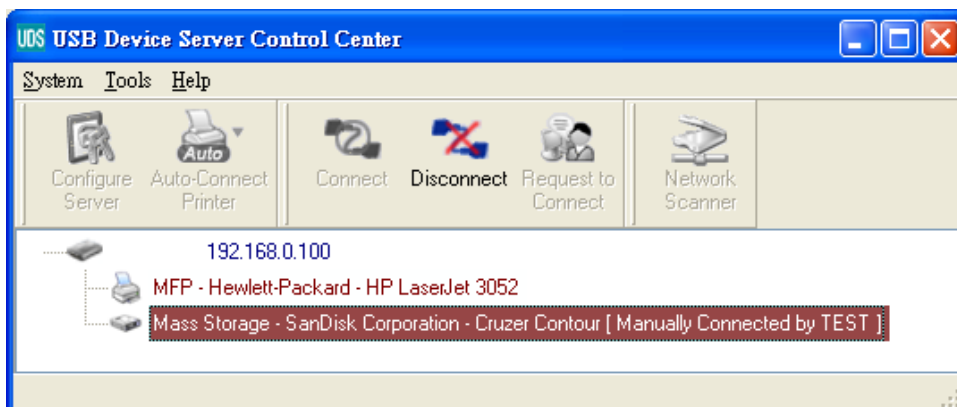 UDS USB Device Server Control Center
System Tools Help
Configure Server
Auto-Connect Printer
Auto
Connect
Disconnect
Request to Connect
Network Scanner
192.168.0.100
MFP - Hewlett-Packard - HP LaserJet 3052
Mass Storage - SanDisk Corporation - Cruzer Contour [ Manually Connected by TEST ]